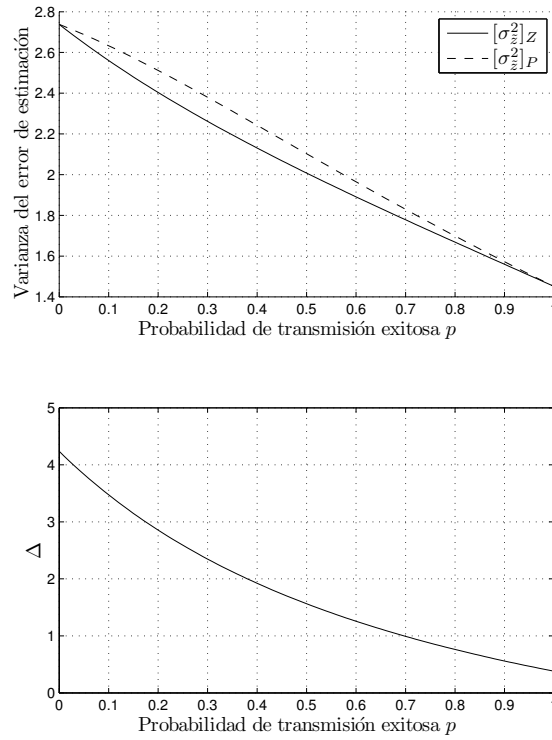 2.8
2.6
2.4
2.2
2
1.8
1.6
1.4
Varianza del error de estimación
[σ²_z̃]_Z
[σ²_z̃]_P
0 0.1 0.2 0.3 0.4 0.5 0.6 0.7 0.8 0.9 1
Probabilidad de transmisión exitosa p
5
4
3
2
1
0
Δ
0 0.1 0.2 0.3 0.4 0.5 0.6 0.7 0.8 0.9 1
Probabilidad de transmisión exitosa p